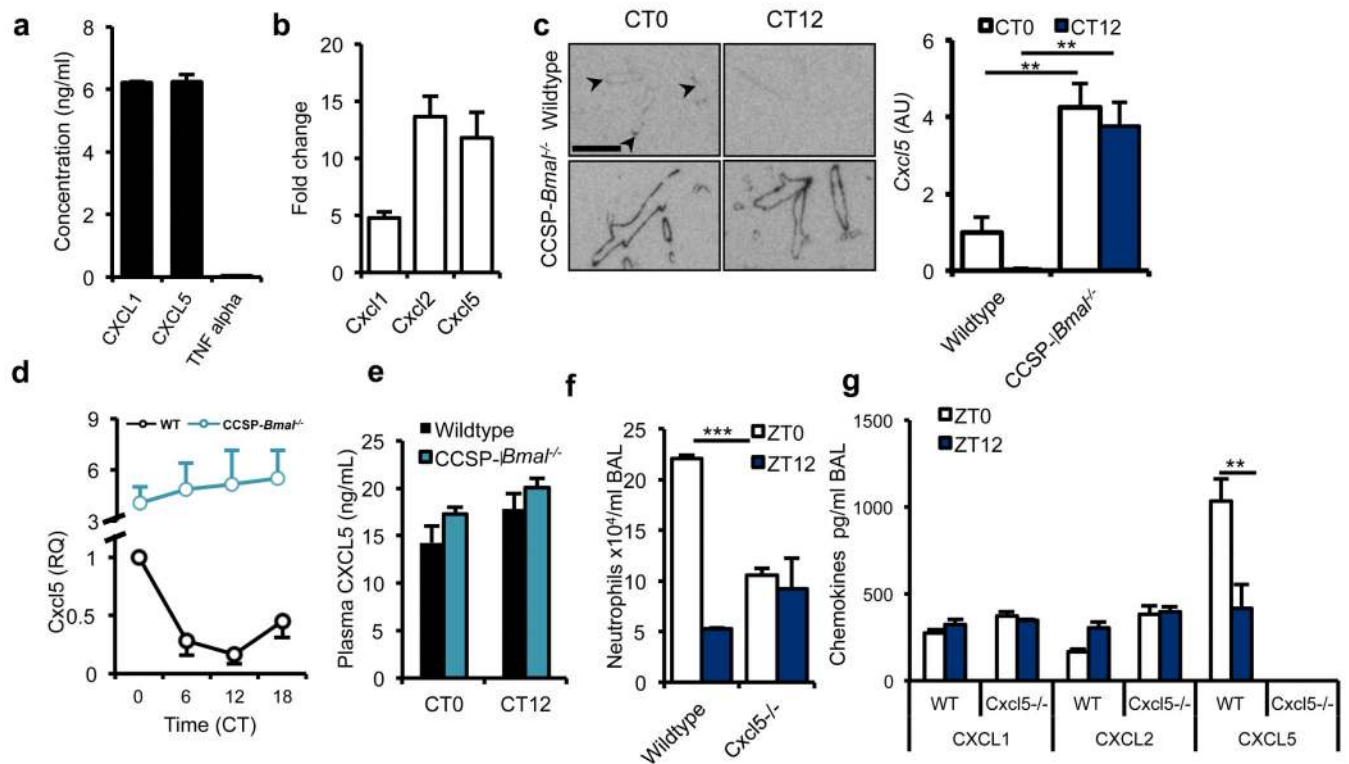 a
Concentration (ng/ml)
8
6
4
2
0
CXCL1
CXCL5
TNF alpha
b
Fold change
20
15
10
5
0
Cxcl1
Cxcl2
Cxcl5
c
CT0
CT12
Wildtype
CCSP-Bmal-/-
CT0
CT12
Cxcl5 (AU)
6
4
2
0
**
**
Wildtype
CCSP-|Bmal-/-
d
WT
CCSP-Bmal-/-
Cxcl5 (RQ)
9
6
3
1
0.5
0
0
6
12
18
Time (CT)
e
Wildtype
CCSP-|Bmal-/-
Plasma CXCL5 (ng/mL)
25
20
15
10
5
0
CT0
CT12
f
Neutrophils x10⁴/ml BAL
25
20
15
10
5
0
***
ZT0
ZT12
Wildtype
Cxcl5-/-
g
ZT0
ZT12
Chemokines pg/ml BAL
1500
1000
500
0
**
WT
Cxcl5-/-
WT
Cxcl5-/-
WT
Cxcl5-/-
CXCL1
CXCL2
CXCL5